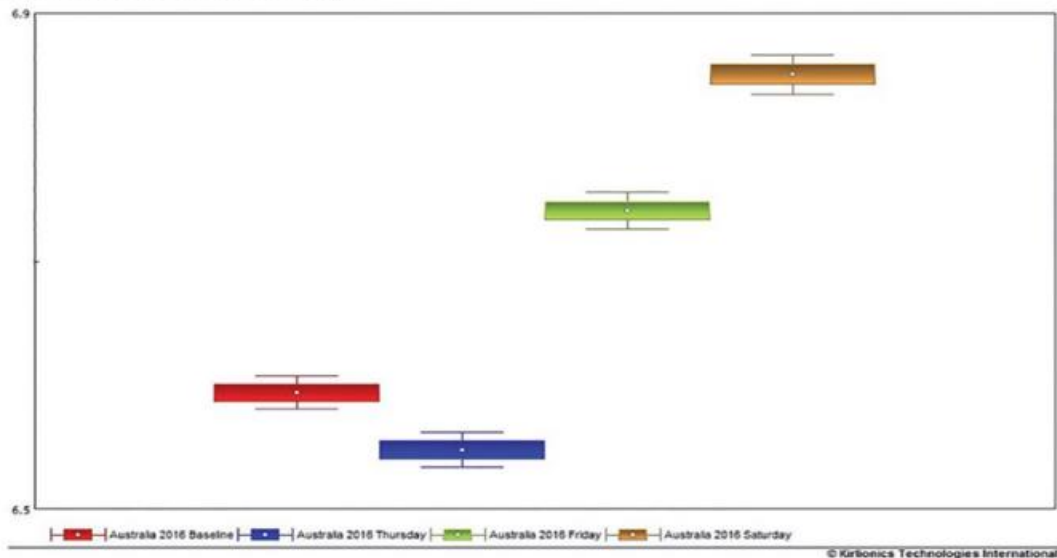 6.9
6.5
Australia 2016 Baseline Australia 2016 Thursday Australia 2016 Friday Australia 2016 Saturday
© Kirlionics Technologies International